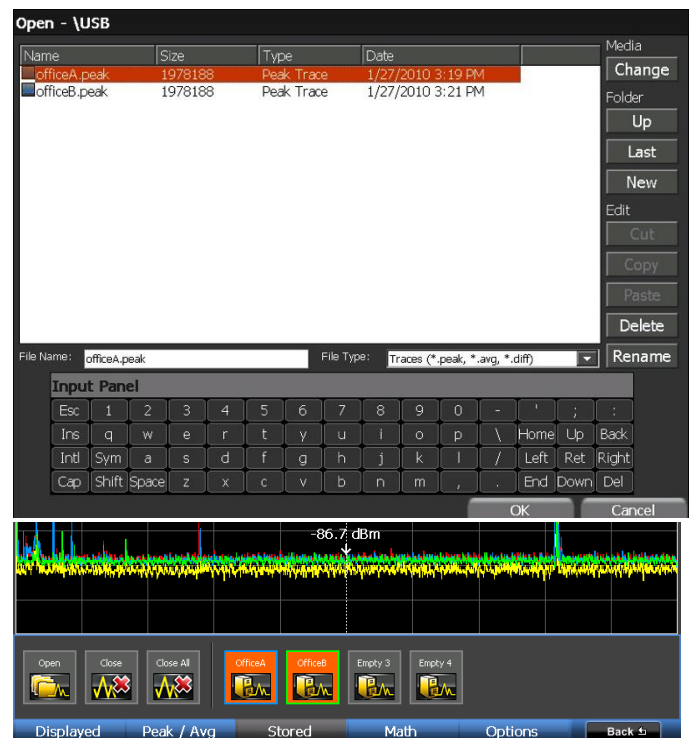 Open - \USB
Name Size Type Date
officeA.peak 1978188 Peak Trace 1/27/2010 3:19 PM
officeB.peak 1978188 Peak Trace 1/27/2010 3:21 PM
Media
Change
Folder
Up
Last
New
Edit
Cut
Copy
Paste
Delete
Rename
File Name: officeA.peak File Type: Traces (*.peak, *.avg, *.diff)
Input Panel
Esc 1 2 3 4 5 6 7 8 9 0 - ' ; :
Ins q w e r t y u i o p \ Home Up Back
Intl Sym a s d f g h j k l / Left Ret Right
Cap Shift Space z x c v b n m , . End Down Del
OK Cancel
-86.7 dBm
Open Close Close All OfficeA OfficeB Empty 3 Empty 4
Displayed Peak / Avg Stored Math Options Back